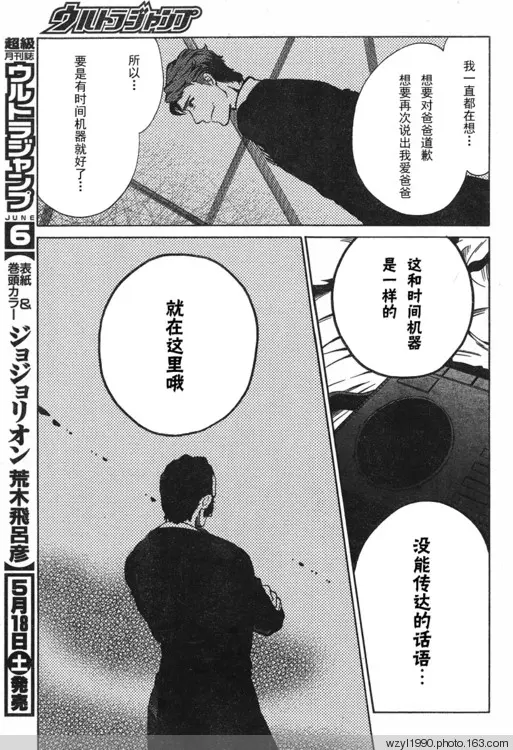 ウルトラジャンプ
我一直都在想…
想要对爸爸道歉
想要再次说出我爱爸爸
所以…
要是有时间机器就好了…
这和时间机器
是一样的
没能传达的话语…
就在这里哦
超級
月刊誌
ウルトラジャンプ
JUNE
6
【表紙&
巻頭カラー
ジョジョリオン 荒木飛呂彦】
5月18日(土)発売
wzyl1990.photo.163.com